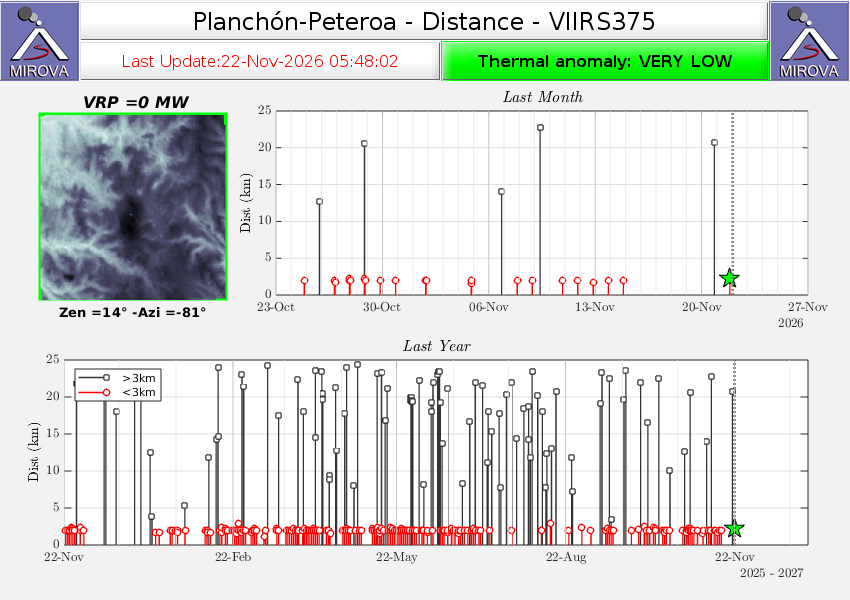 Planchón-Peteroa - Distance - VIIRS375
MIROVA
Last Update:22-Nov-2026 05:48:02
Thermal anomaly: VERY LOW
MIROVA
VRP =0 MW
Zen =14° -Azi =-81°
Last Month
Dist (km)
25
20
15
10
5
0
23-Oct
30-Oct
06-Nov
13-Nov
20-Nov
27-Nov
2026
Last Year
Dist (km)
25
20
15
10
5
0
>3km
<3km
22-Nov
22-Feb
22-May
22-Aug
22-Nov
2025 - 2027